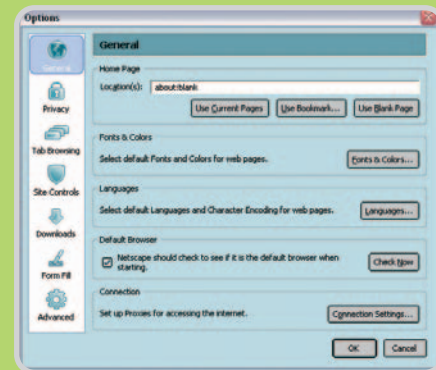 Options
General
Privacy
Tab Browsing
Site Controls
Downloads
Form Fill
Advanced
General
Home Page
Location(s): about:blank
Use Current Pages
Use Bookmark...
Use Blank Page
Fonts & Colors
Select default Fonts and Colors for web pages.
Fonts & Colors...
Languages
Select default Languages and Character Encoding for web pages.
Languages...
Default Browser
Netscape should check to see if it is the default browser when
starting.
Check Now
Connection
Set up Proxies for accessing the internet.
Connection Settings...
OK
Cancel